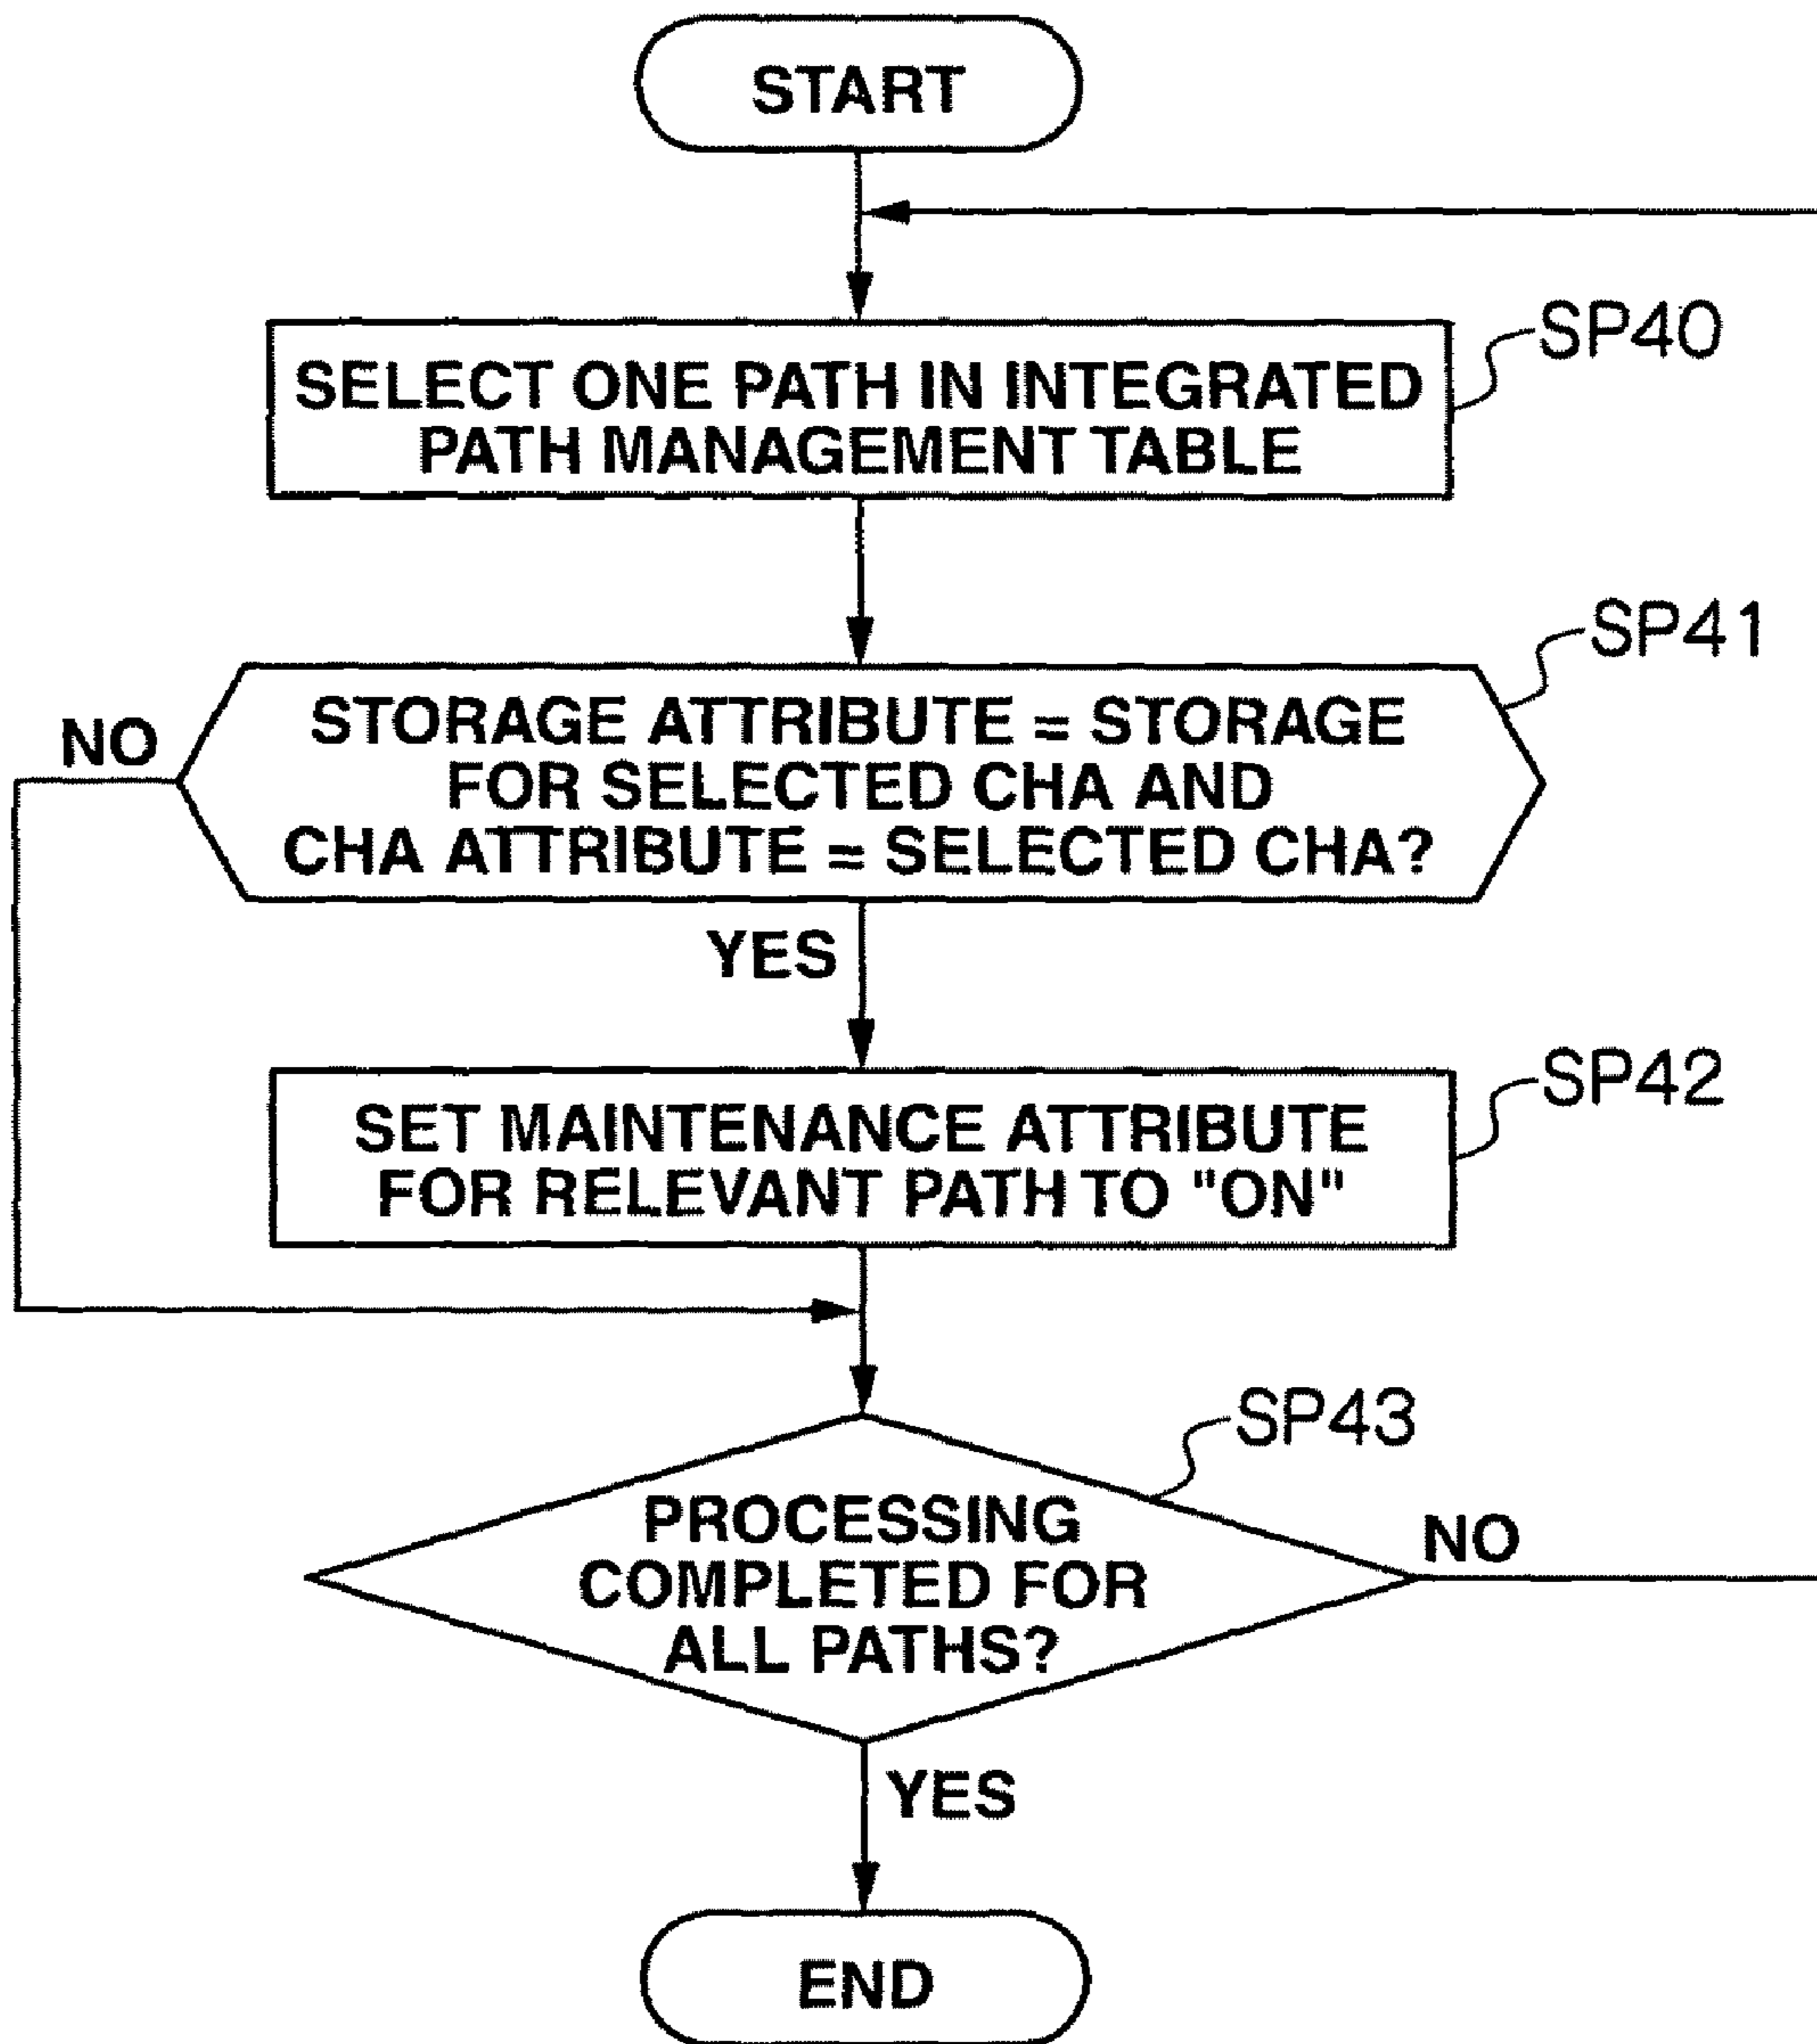 START
SELECT ONE PATH IN INTEGRATED
PATH MANAGEMENT TABLE
SP40
STORAGE ATTRIBUTE = STORAGE
FOR SELECTED CHA AND
CHA ATTRIBUTE = SELECTED CHA?
SP41
NO
YES
SET MAINTENANCE ATTRIBUTE
FOR RELEVANT PATH TO "ON"
SP42
PROCESSING
COMPLETED FOR
ALL PATHS?
SP43
NO
YES
END